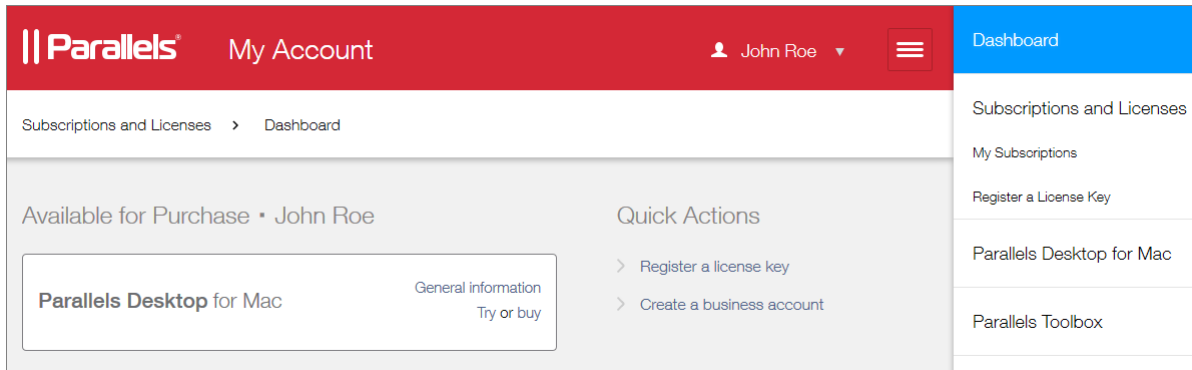 || Parallels® My Account John Roe ▼
Subscriptions and Licenses > Dashboard
Available for Purchase • John Roe
Parallels Desktop for Mac
General information
Try or buy
Quick Actions
> Register a license key
> Create a business account
Dashboard
Subscriptions and Licenses
My Subscriptions
Register a License Key
Parallels Desktop for Mac
Parallels Toolbox